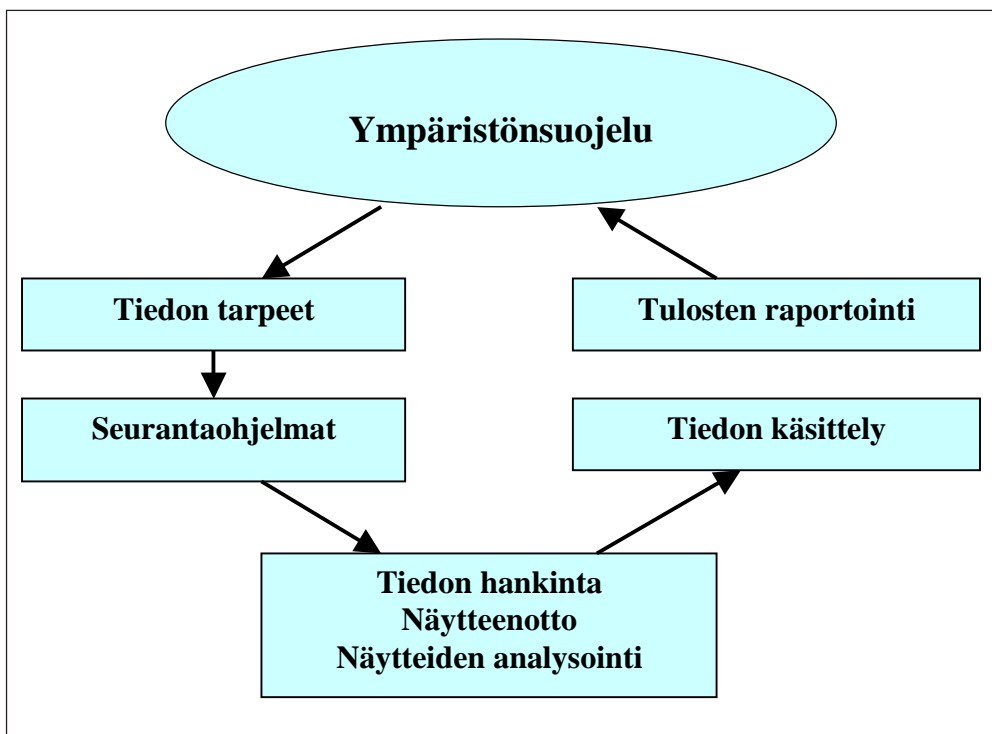 Ympäristönsuojelu
Tiedon tarpeet
Tulosten raportointi
Seurantaohjelmat
Tiedon käsittely
Tiedon hankinta
Näytteenotto
Näytteiden analysointi